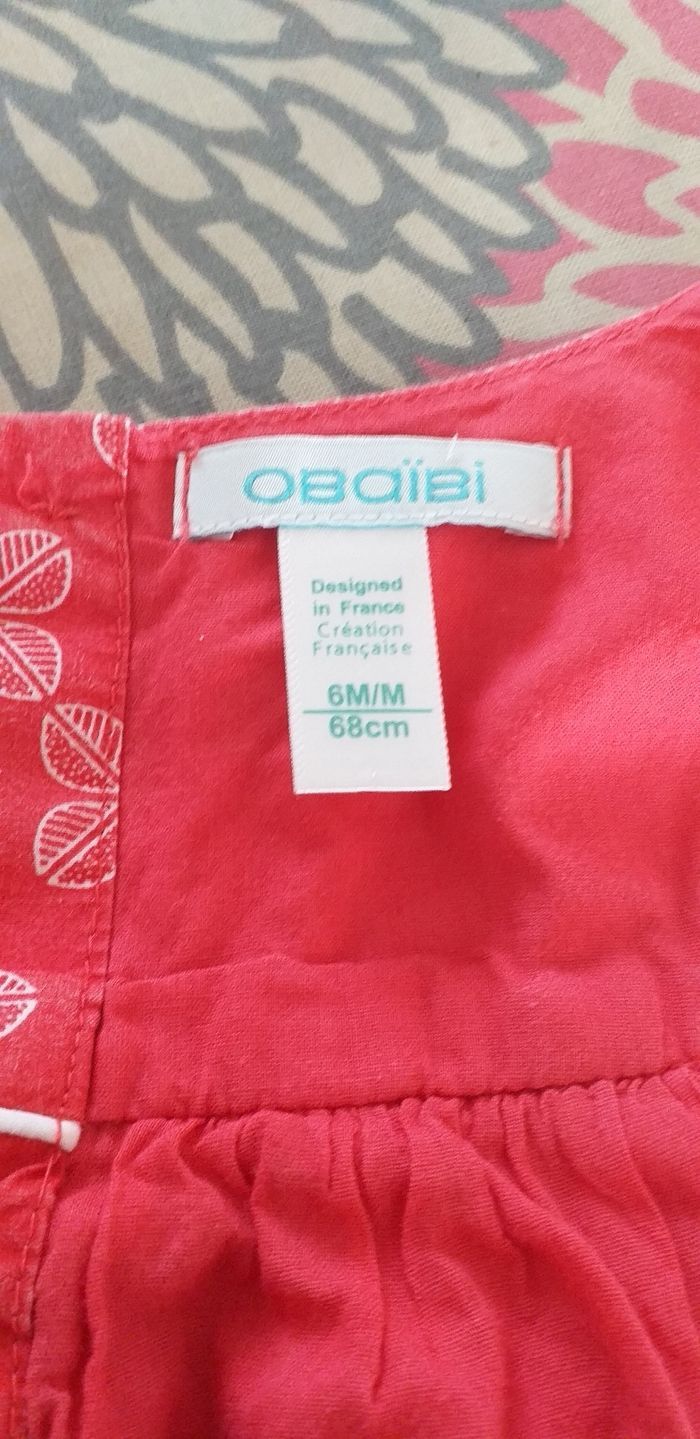 OBaïBi
Designed
in France
Création
Française
6M/M
68cm